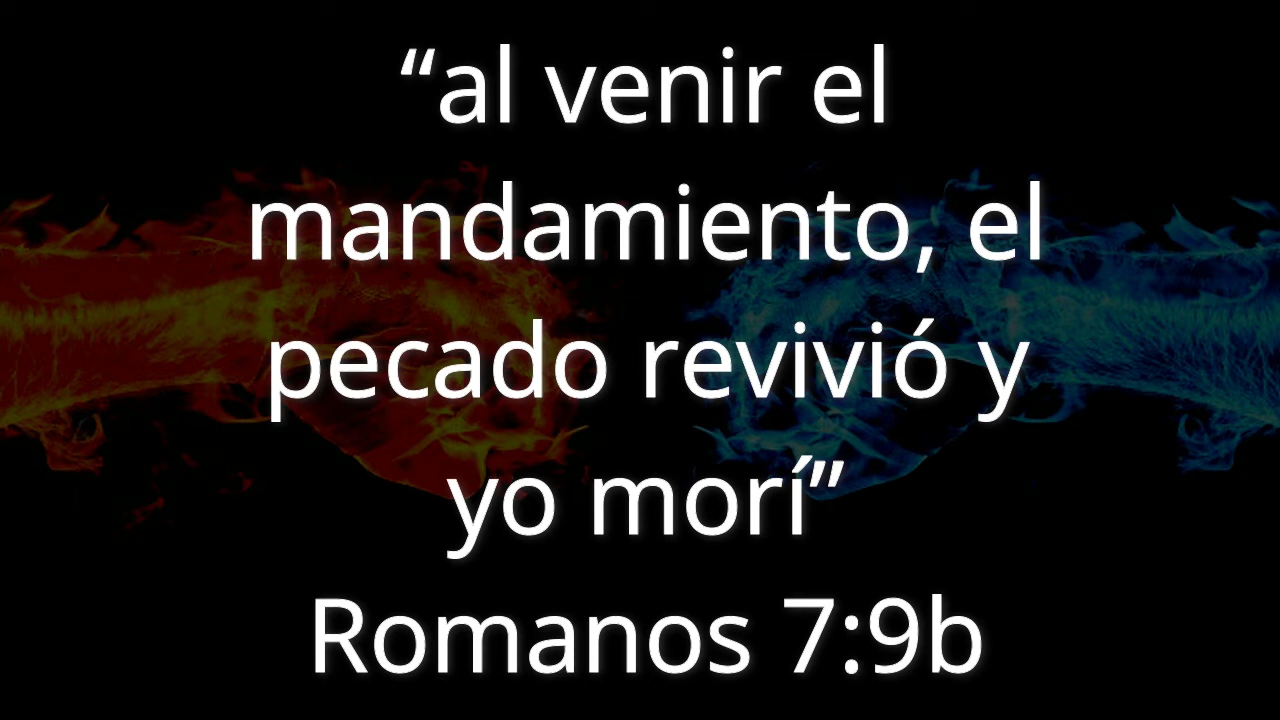 “al venir el
mandamiento, el
pecado revivió y
yo morí”
Romanos 7:9b